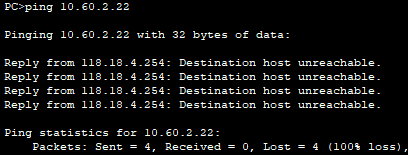 PC>ping 10.60.2.22
Pinging 10.60.2.22 with 32 bytes of data:
Reply from 118.18.4.254: Destination host unreachable.
Reply from 118.18.4.254: Destination host unreachable.
Reply from 118.18.4.254: Destination host unreachable.
Reply from 118.18.4.254: Destination host unreachable.
Ping statistics for 10.60.2.22:
Packets: Sent = 4, Received = 0, Lost = 4 (100% loss),